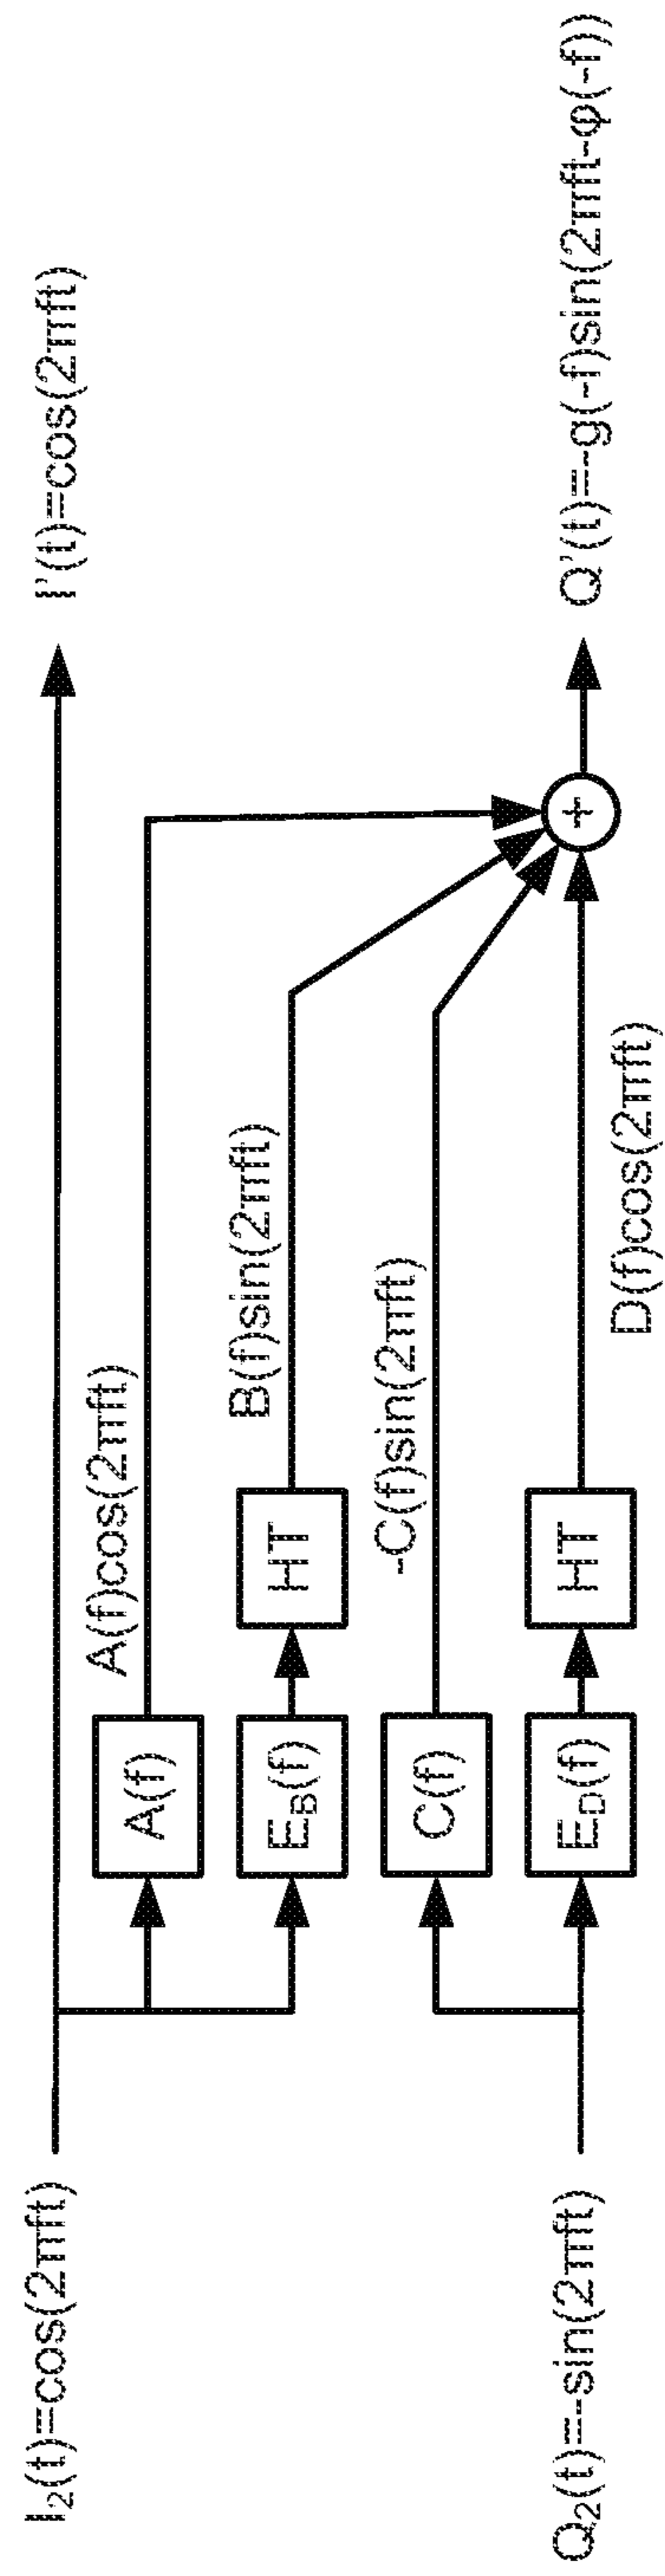 I₂(t)=cos(2πft)
I'(t)=cos(2πft)
A(f)
A(f)cos(2πft)
E_B(f)
HT
B(f)sin(2πft)
C(f)
-C(f)sin(2πft)
E_D(f)
HT
D(f)cos(2πft)
+
Q₂(t)=-sin(2πft)
Q'(t)=-g(-f)sin(2πft-φ(-f))